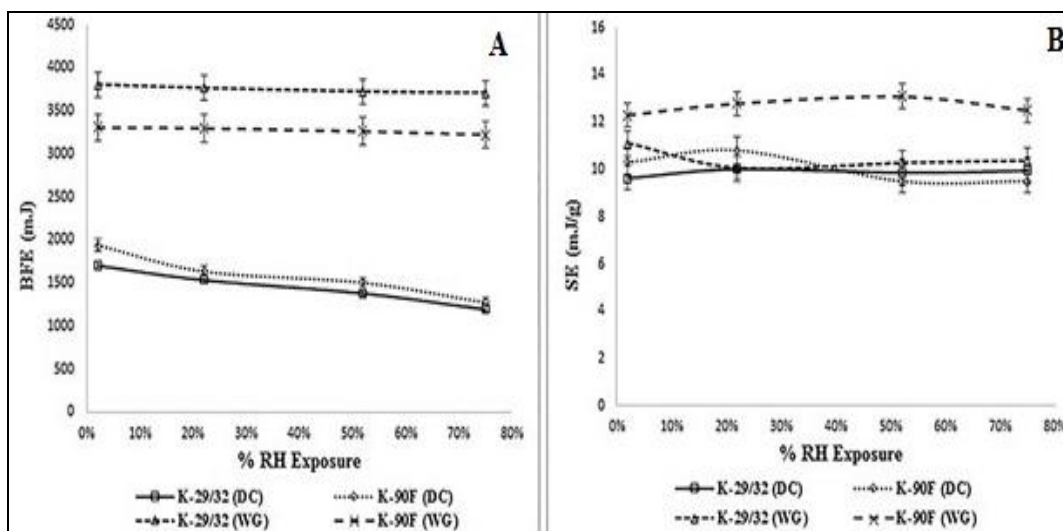 A
BFE (mJ)
4500
4000
3500
3000
2500
2000
1500
1000
500
0
0% 10% 20% 30% 40% 50% 60% 70% 80%
% RH Exposure
K-29/32 (DC) K-90F (DC)
K-29/32 (WG) K-90F (WG)
B
SE (mJ/g)
16
14
12
10
8
6
4
2
0
0% 10% 20% 30% 40% 50% 60% 70% 80%
% RH Exposure
K-29/32 (DC) K-90F (DC)
K-29/32 (WG) K-90F (WG)